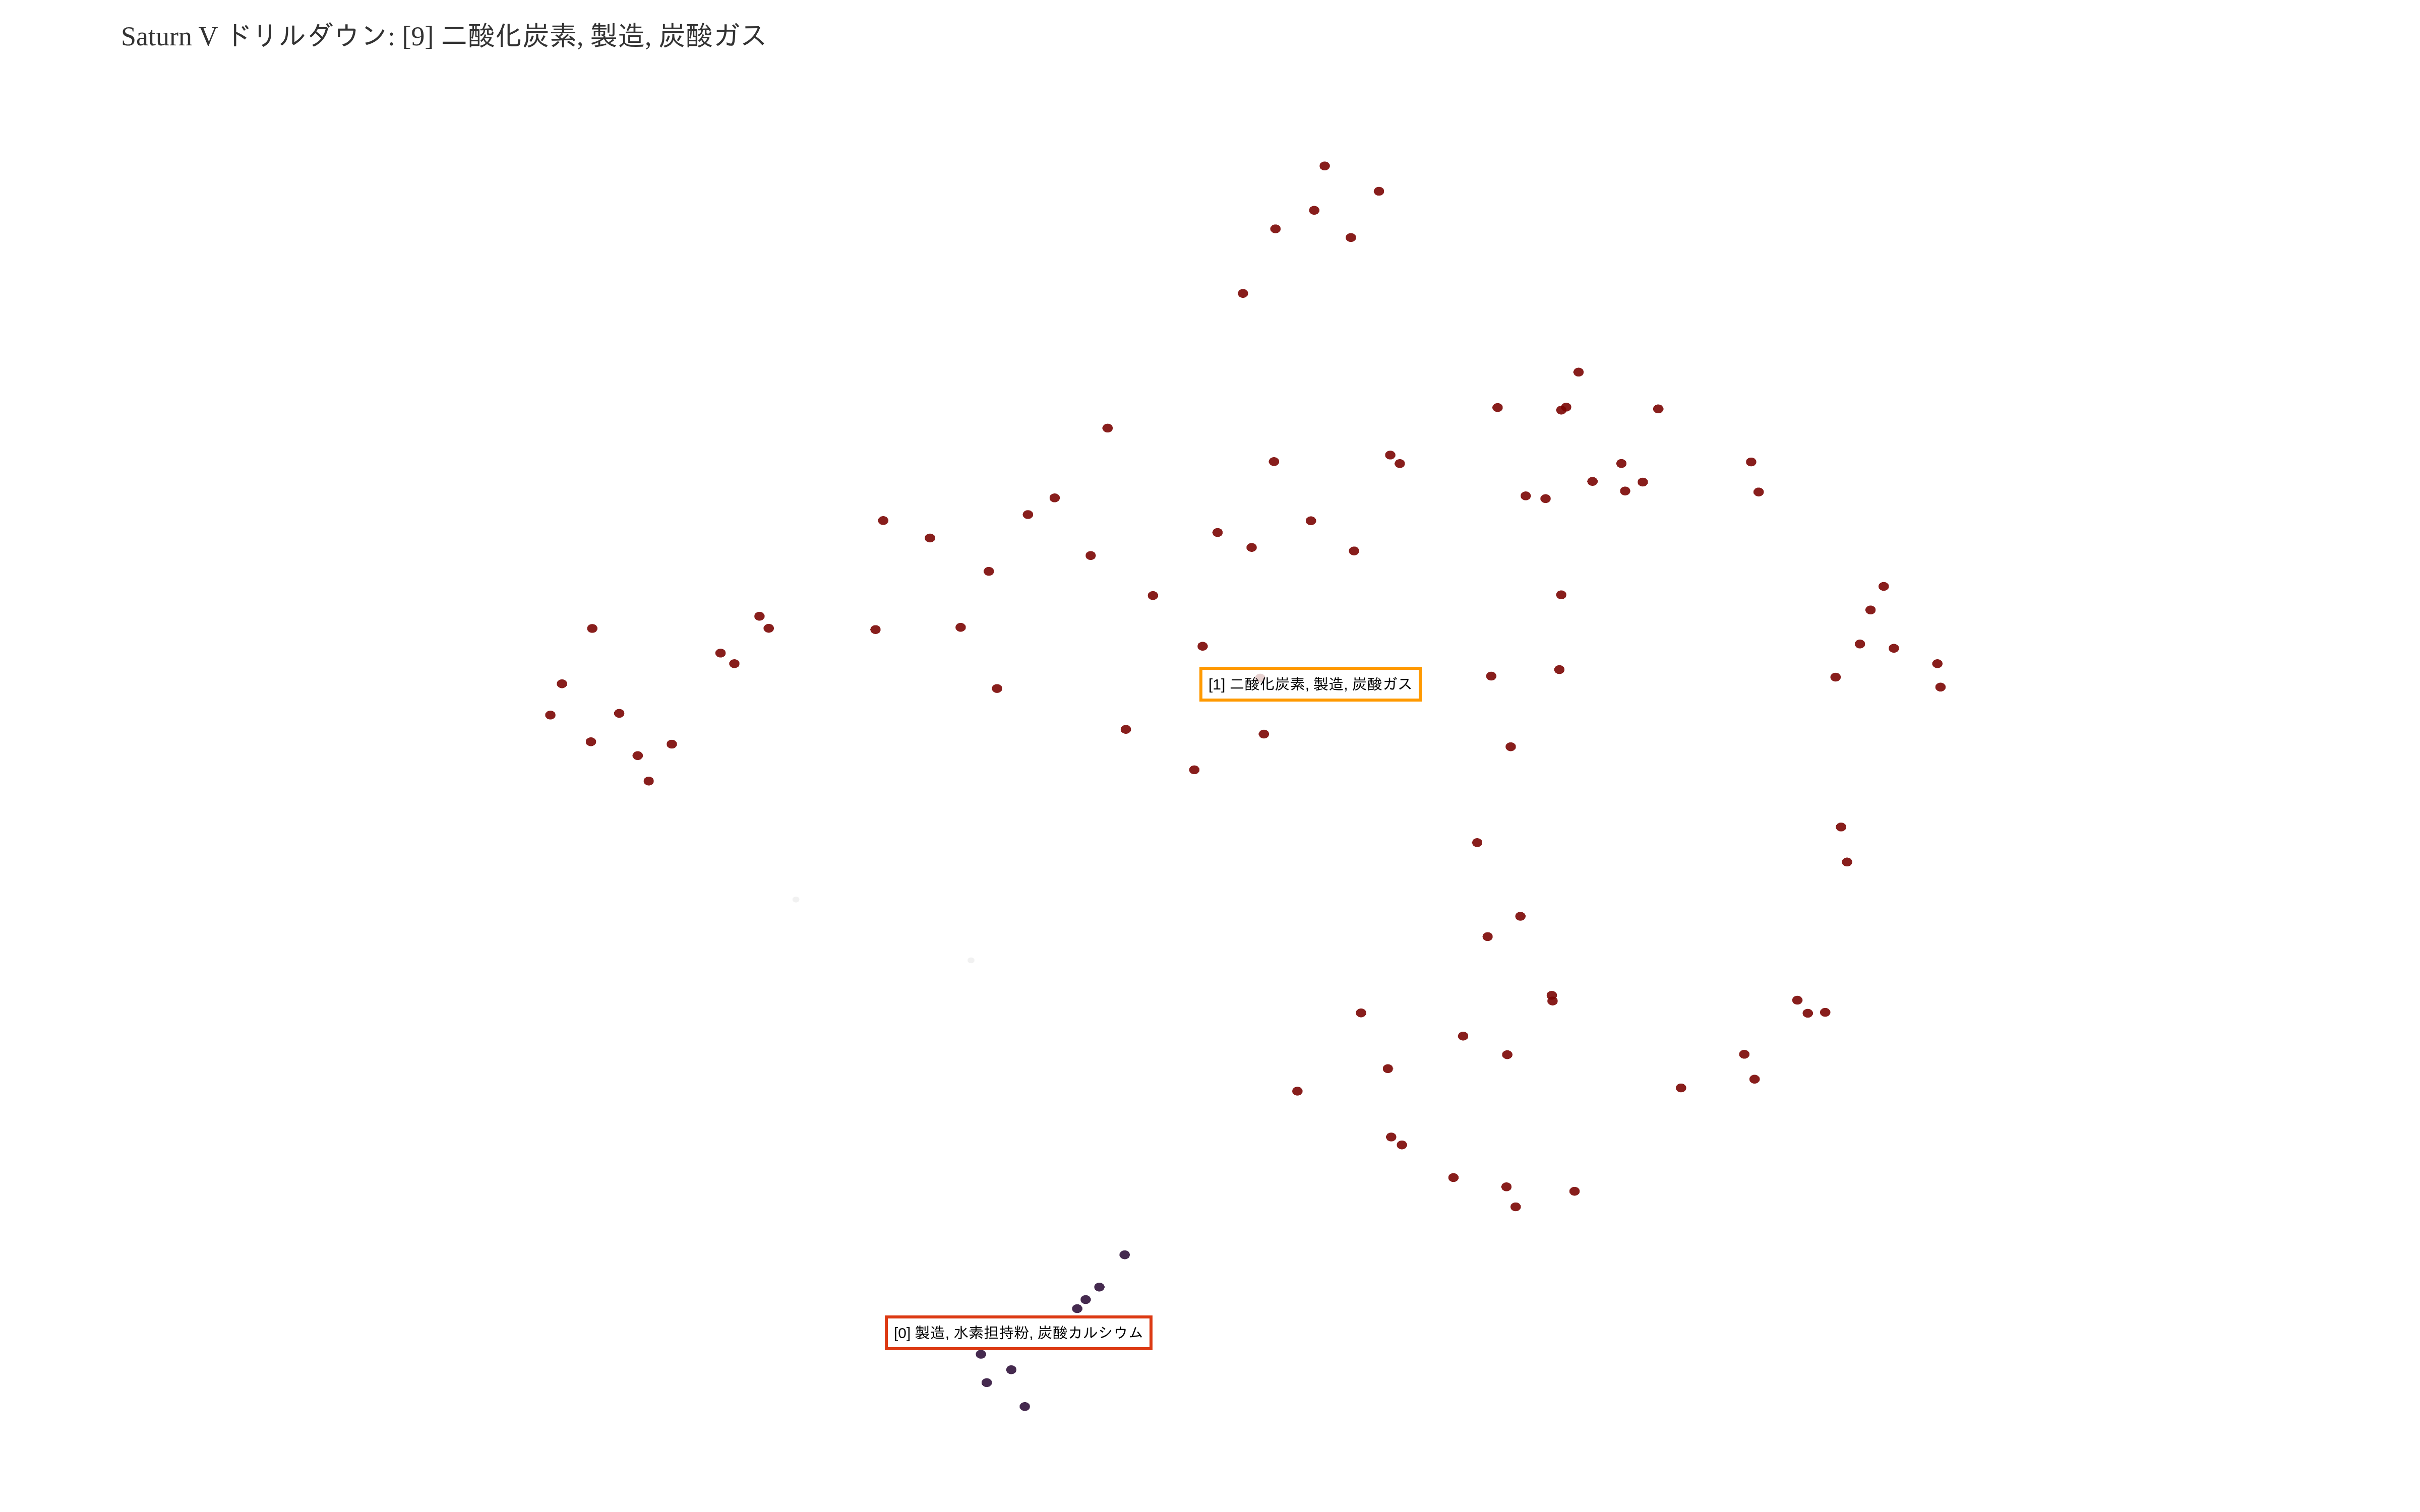 Saturn V ドリルダウン: [9] 二酸化炭素, 製造, 炭酸ガス
[1] 二酸化炭素, 製造, 炭酸ガス
[0] 製造, 水素担持粉, 炭酸カルシウム